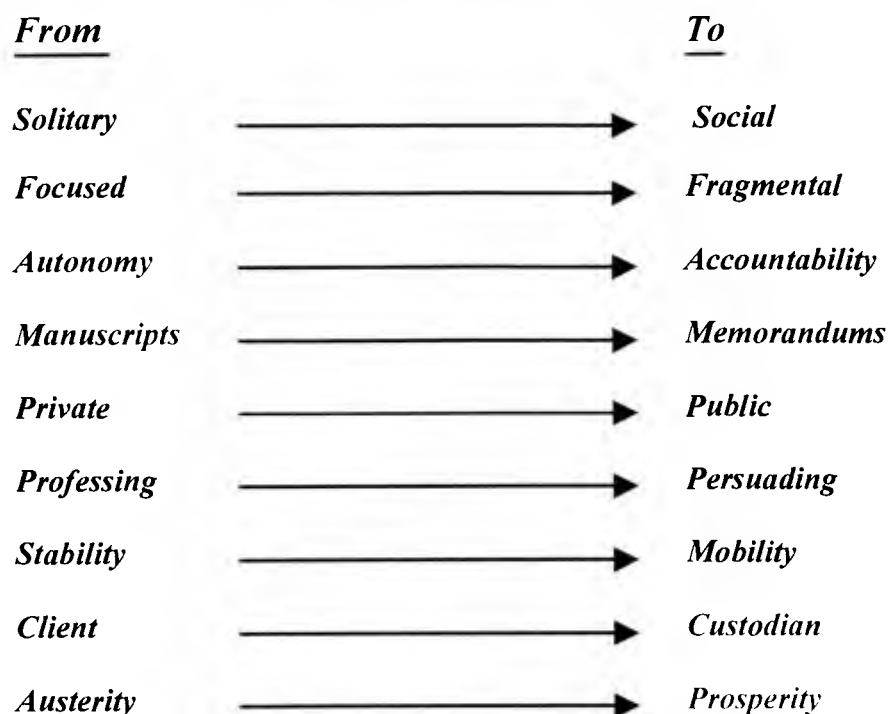 From To
Solitary Social
Focused Fragmental
Autonomy Accountability
Manuscripts Memorandums
Private Public
Professing Persuading
Stability Mobility
Client Custodian
Austerity Prosperity